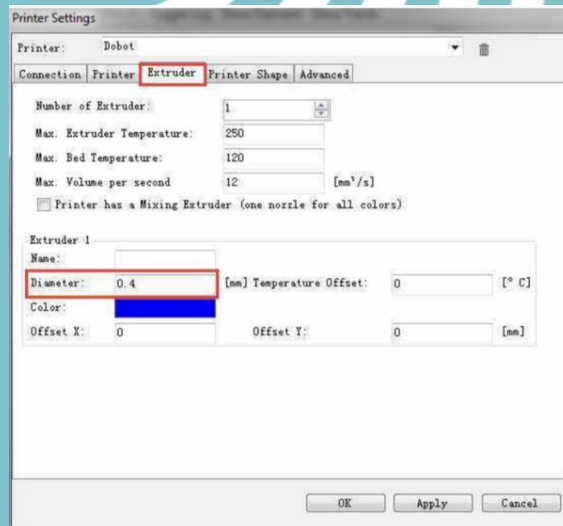 Printer Settings
Printer: Dobot
Connection Printer Extruder Printer Shape Advanced
Number of Extruder: 1
Max. Extruder Temperature: 250
Max. Bed Temperature: 120
Max. Volume per second 12 [mm³/s]
Printer has a Mixing Extruder (one nozzle for all colors)
Extruder 1
Name:
Diameter: 0.4 [mm] Temperature Offset: 0 [° C]
Color:
Offset X: 0 Offset Y: 0 [mm]
OK Apply Cancel